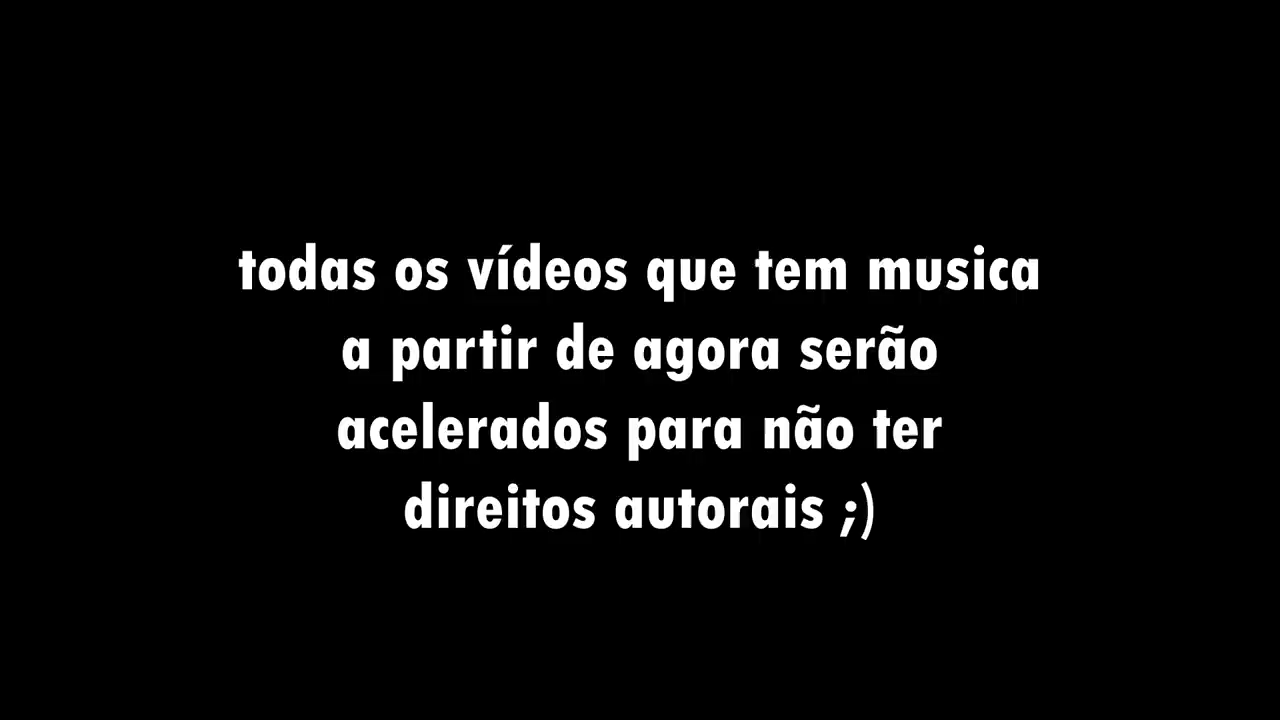 todas os vídeos que tem musica
a partir de agora serão
acelerados para não ter
direitos autorais ;)